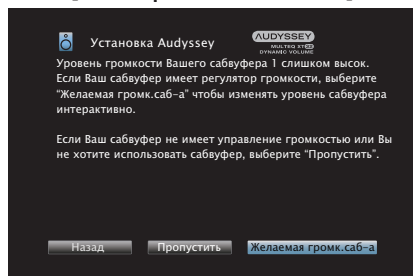 Установка Audyssey
AUDYSSEY
MULTEQ XT32
DYNAMIC VOLUME
Уровень громкости Вашего сабвуфера 1 слишком высок.
Если Ваш сабвуфер имеет регулятор громкости, выберите
“Желаемая громк.саб-а” чтобы изменять уровень сабвуфера
интерактивно.
Если Ваш сабвуфер не имеет управление громкостью или Вы
не хотите использовать сабвуфер, выберите “Пропустить”.
Назад Пропустить Желаемая громк.саб-а